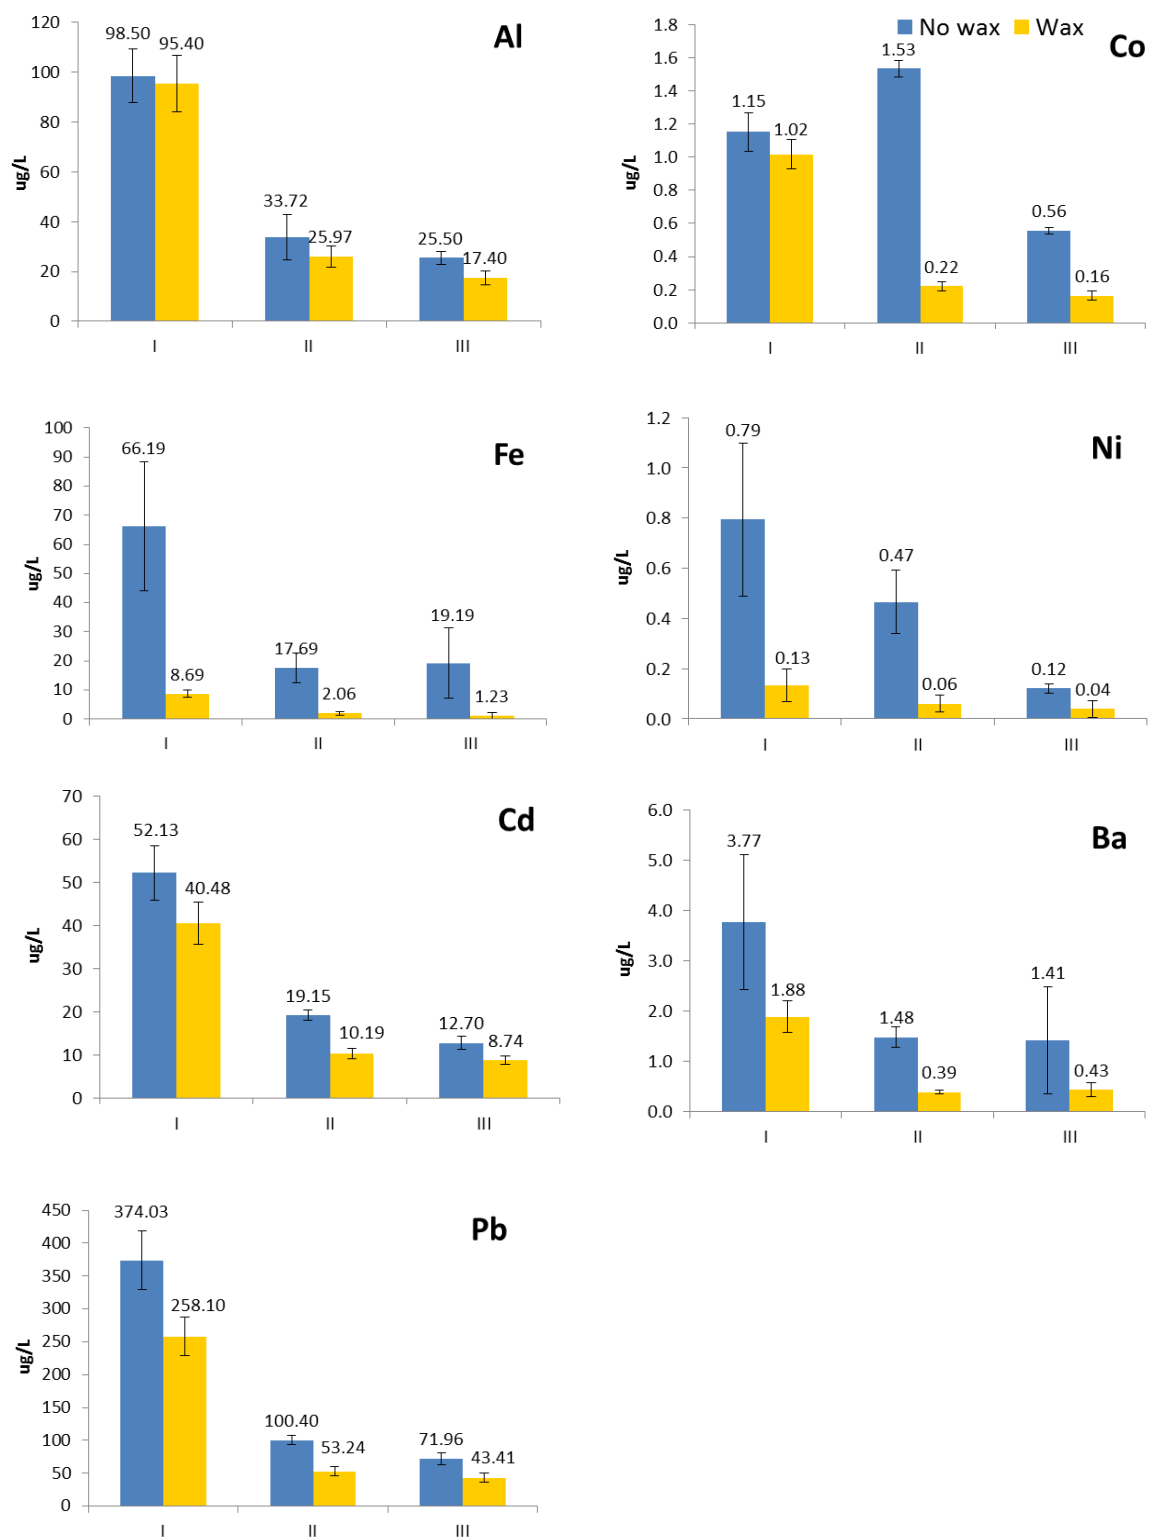 Al
ug/L
120
100
80
60
40
20
0
98.50
95.40
33.72
25.97
25.50
17.40
I
II
III
No wax
Wax
Co
ug/L
1.8
1.6
1.4
1.2
1.0
0.8
0.6
0.4
0.2
0.0
1.15
1.02
1.53
0.22
0.56
0.16
I
II
III
Fe
ug/L
100
90
80
70
60
50
40
30
20
10
0
66.19
8.69
17.69
2.06
19.19
1.23
I
II
III
Ni
ug/L
1.2
1.0
0.8
0.6
0.4
0.2
0.0
0.79
0.13
0.47
0.06
0.12
0.04
I
II
III
Cd
ug/L
70
60
50
40
30
20
10
0
52.13
40.48
19.15
10.19
12.70
8.74
I
II
III
Ba
ug/L
6.0
5.0
4.0
3.0
2.0
1.0
0.0
3.77
1.88
1.48
0.39
1.41
0.43
I
II
III
Pb
ug/L
450
400
350
300
250
200
150
100
50
0
374.03
258.10
100.40
53.24
71.96
43.41
I
II
III